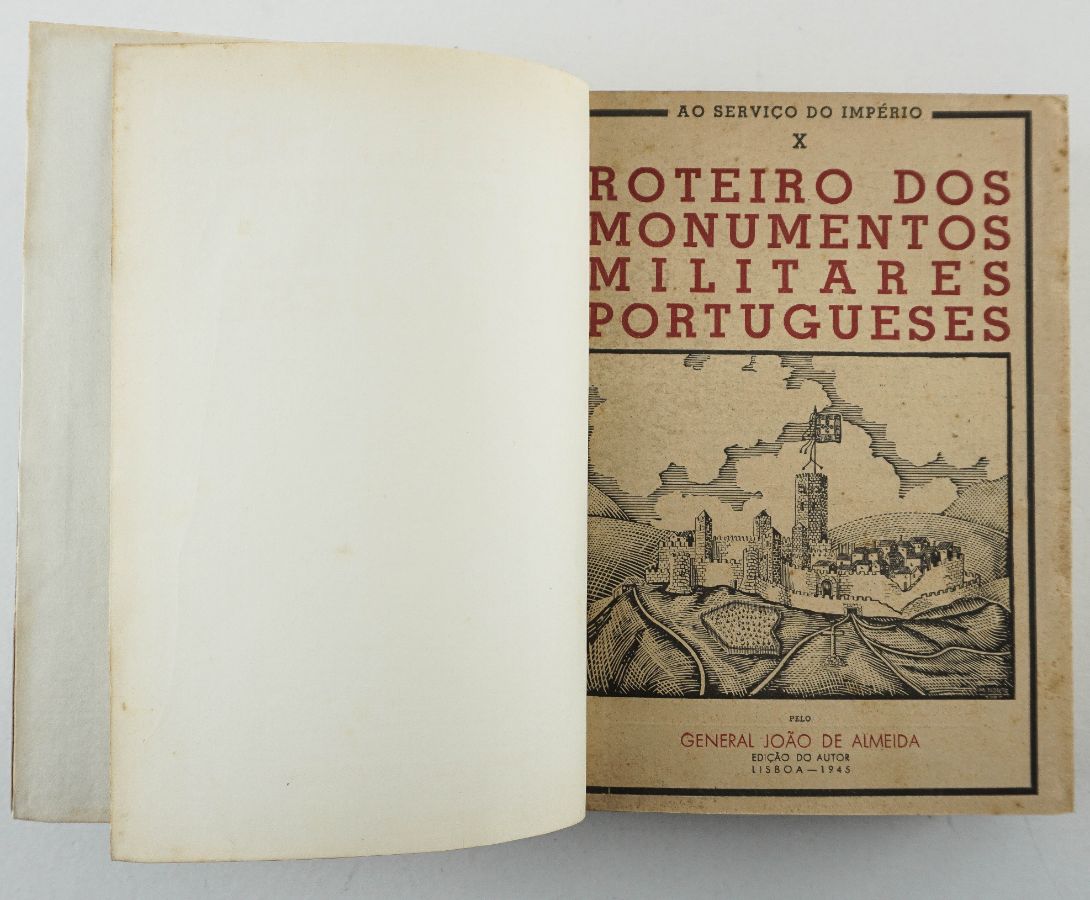 AO SERVIÇO DO IMPÉRIO
X
ROTEIRO DOS
MONUMENTOS
MILITARES
PORTUGUESES
PELO
GENERAL JOÃO DE ALMEIDA
EDIÇÃO DO AUTOR
LISBOA — 1945